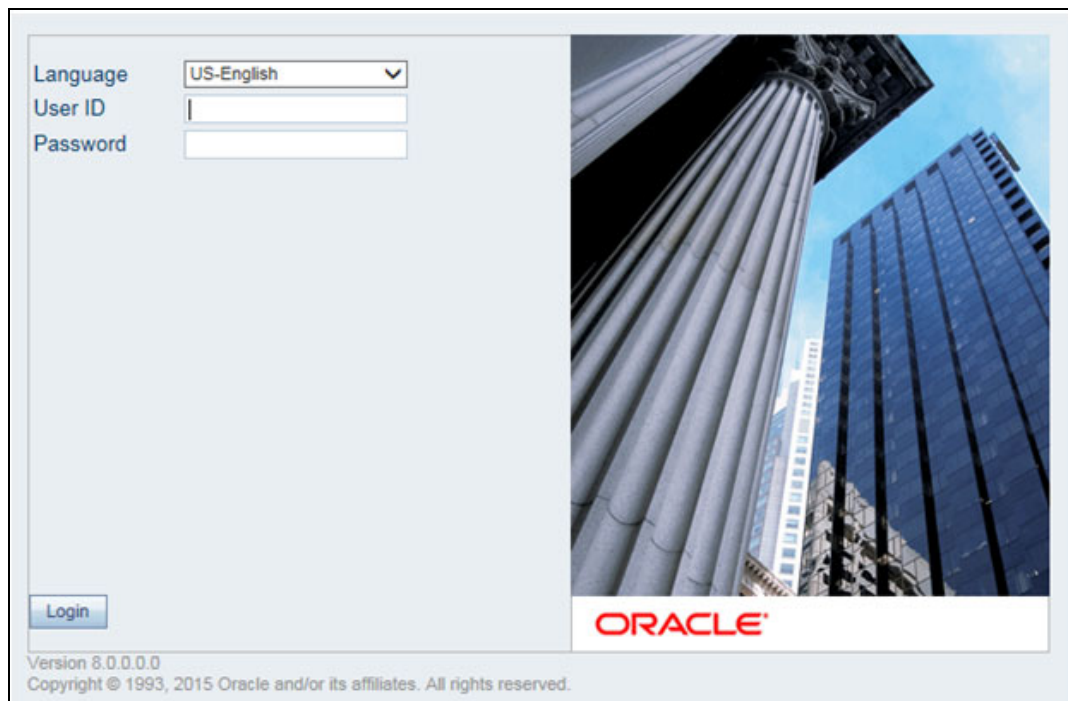 Language US-English
User ID
Password
Login
ORACLE
Version 8.0.0.0.0
Copyright © 1993, 2015 Oracle and/or its affiliates. All rights reserved.